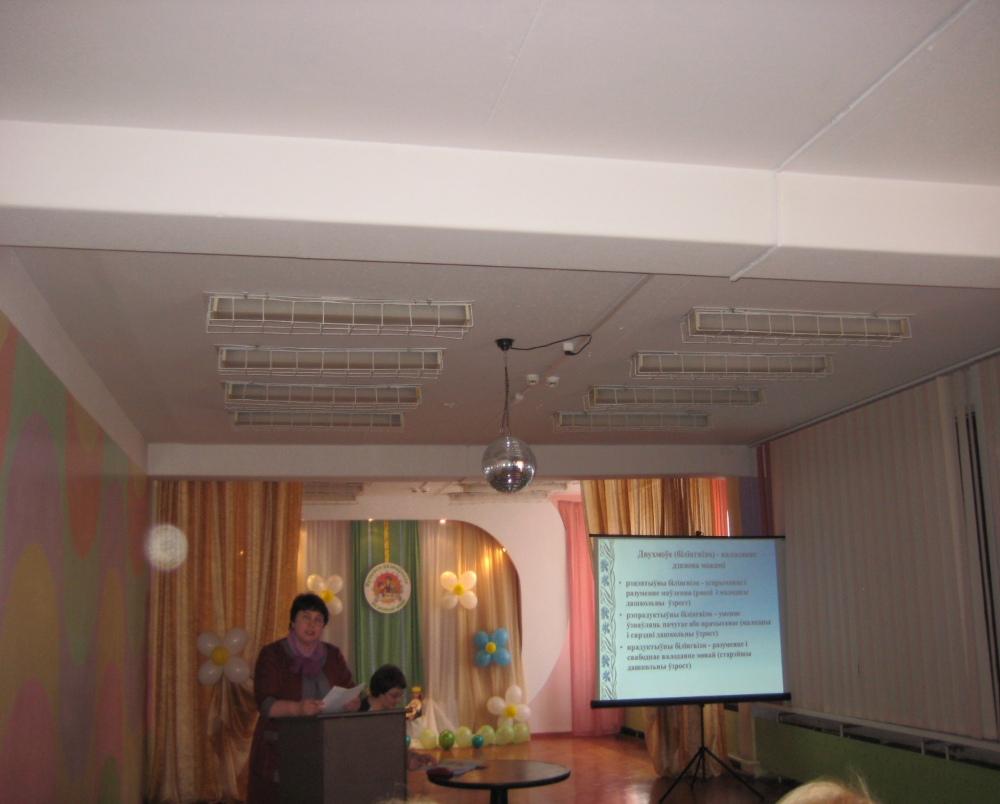 Двухмоўе (білінгвізм) - валоданне
дзвюма мовамі
• рэцэптыўны білінгвізм - успрыманне і
разуменне маўлення (ранні і малодшы
дашкольны ўзрост)
• рэпрадуктыўны білінгвізм – уменне
ўзнаўляць пачутае або прачытанае (малодшы
і сярэдні дашкольны ўзрост)
• прадуктыўны білінгвізм - разуменне і
свабоднае валоданне мовай (старэйшы
дашкольны ўзрост)